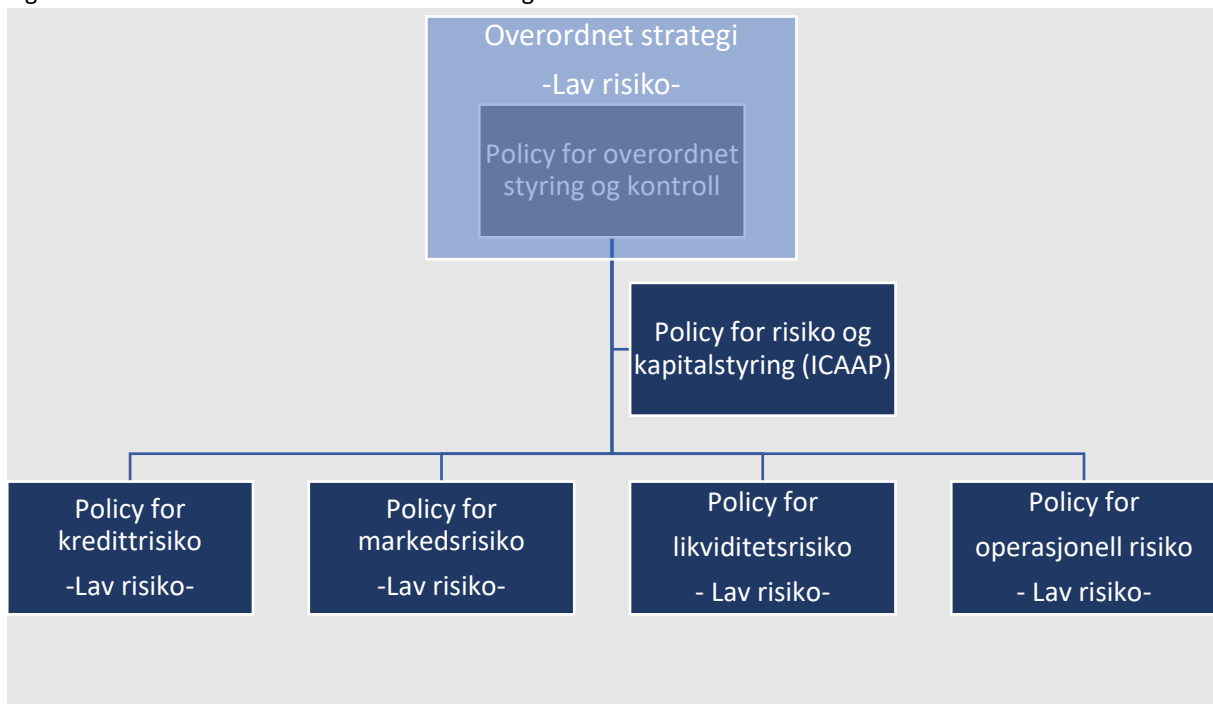 Overordnet strategi
-Lav risiko-
Policy for overordnet
styring og kontroll
Policy for risiko og
kapitalstyring (ICAAP)
Policy for
kredittrisiko
-Lav risiko-
Policy for
markedsrisiko
-Lav risiko-
Policy for
likviditetsrisiko
- Lav risiko-
Policy for
operasjonell risiko
- Lav risiko-